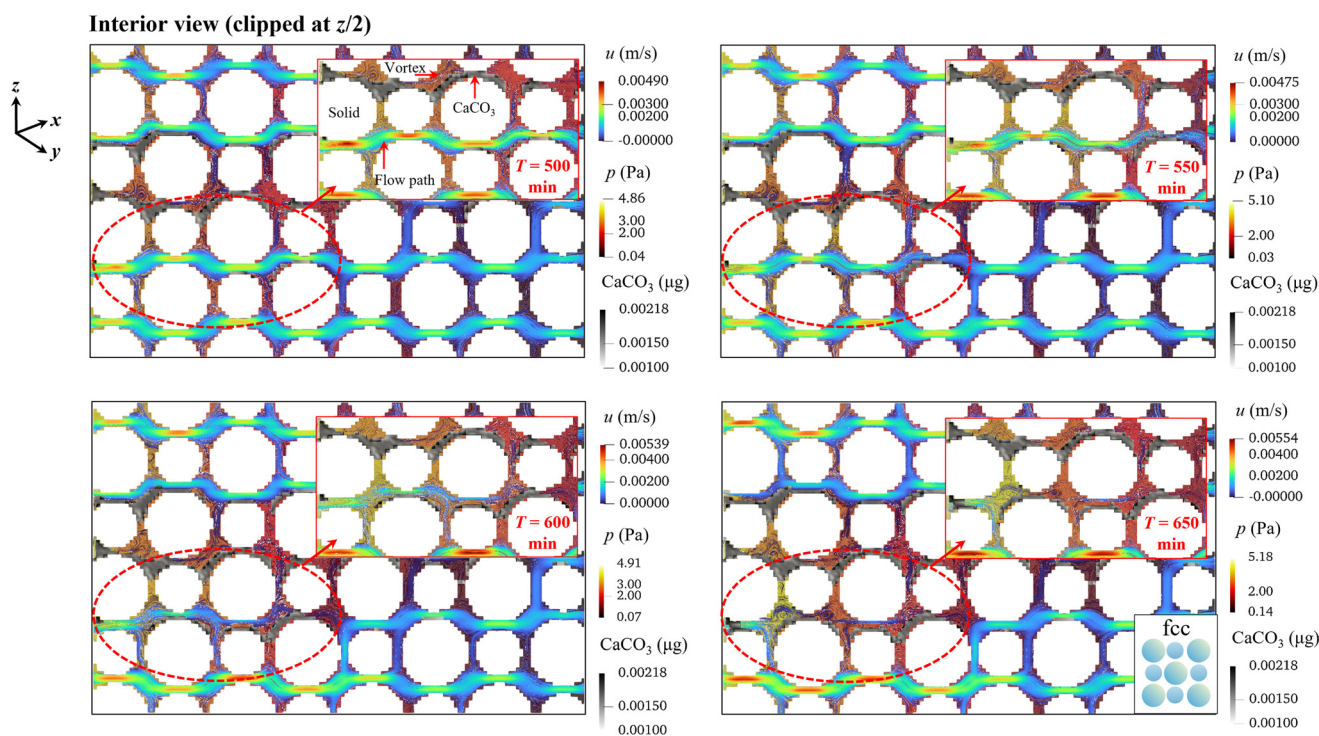 Interior view (clipped at z/2)
z
x
y
Vortex
CaCO₃
Solid
Flow path
T = 500
min
u (m/s)
0.00490
0.00300
0.00200
-0.00000
p (Pa)
4.86
3.00
2.00
0.04
CaCO₃ (μg)
0.00218
0.00150
0.00100
T = 550
min
u (m/s)
0.00475
0.00200
0.00000
p (Pa)
5.10
2.00
0.03
CaCO₃ (μg)
0.00218
0.00150
0.00100
T = 600
min
u (m/s)
0.00539
0.00400
0.00200
0.00000
p (Pa)
4.91
3.00
2.00
0.07
CaCO₃ (μg)
0.00218
0.00150
0.00100
T = 650
min
fcc
u (m/s)
0.00554
0.00400
0.00200
-0.00000
p (Pa)
5.18
2.00
0.14
CaCO₃ (μg)
0.00218
0.00150
0.00100